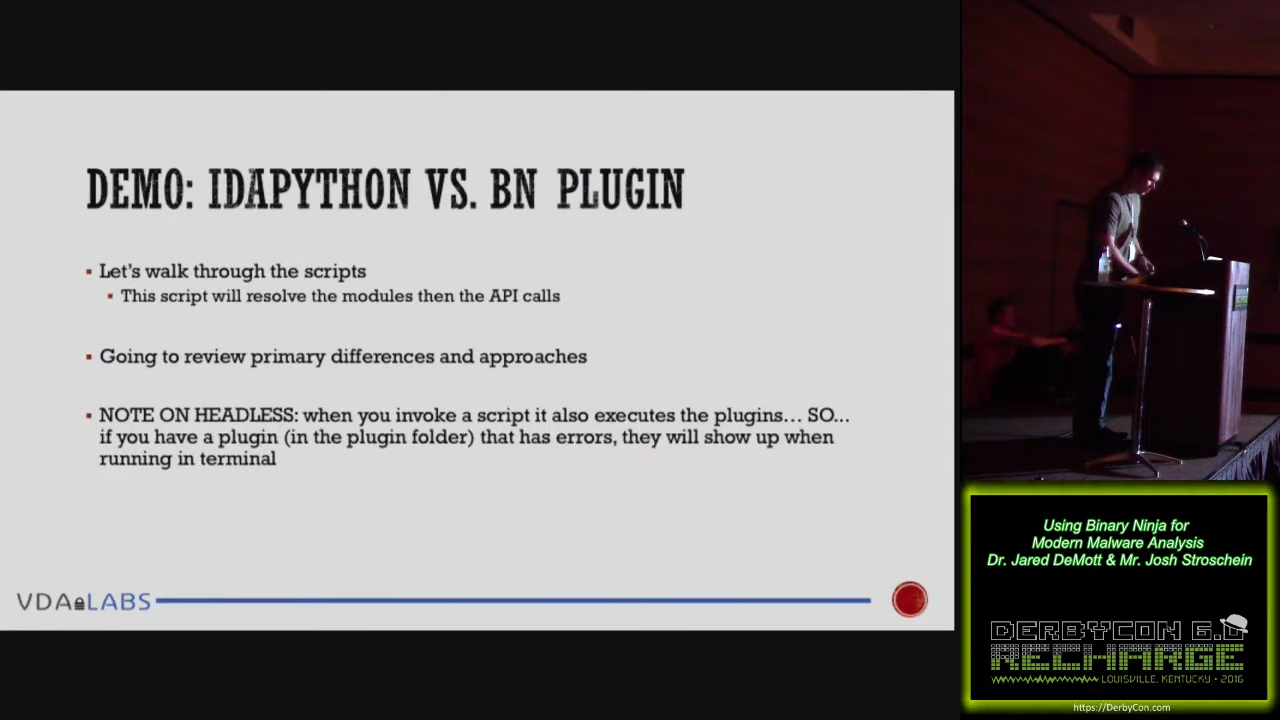 DEMO: IDAPYTHON VS. BN PLUGIN
▪ Let's walk through the scripts
▪ This script will resolve the modules then the API calls
▪ Going to review primary differences and approaches
▪ NOTE ON HEADLESS: when you invoke a script it also executes the plugins... SO...
if you have a plugin (in the plugin folder) that has errors, they will show up when
running in terminal
VDA LABS
Using Binary Ninja for
Modern Malware Analysis
Dr. Jared DeMott & Mr. Josh Stroschein
DERBYCON 6.0
RECHARGE
LOUISVILLE, KENTUCKY • 2016
https://DerbyCon.com